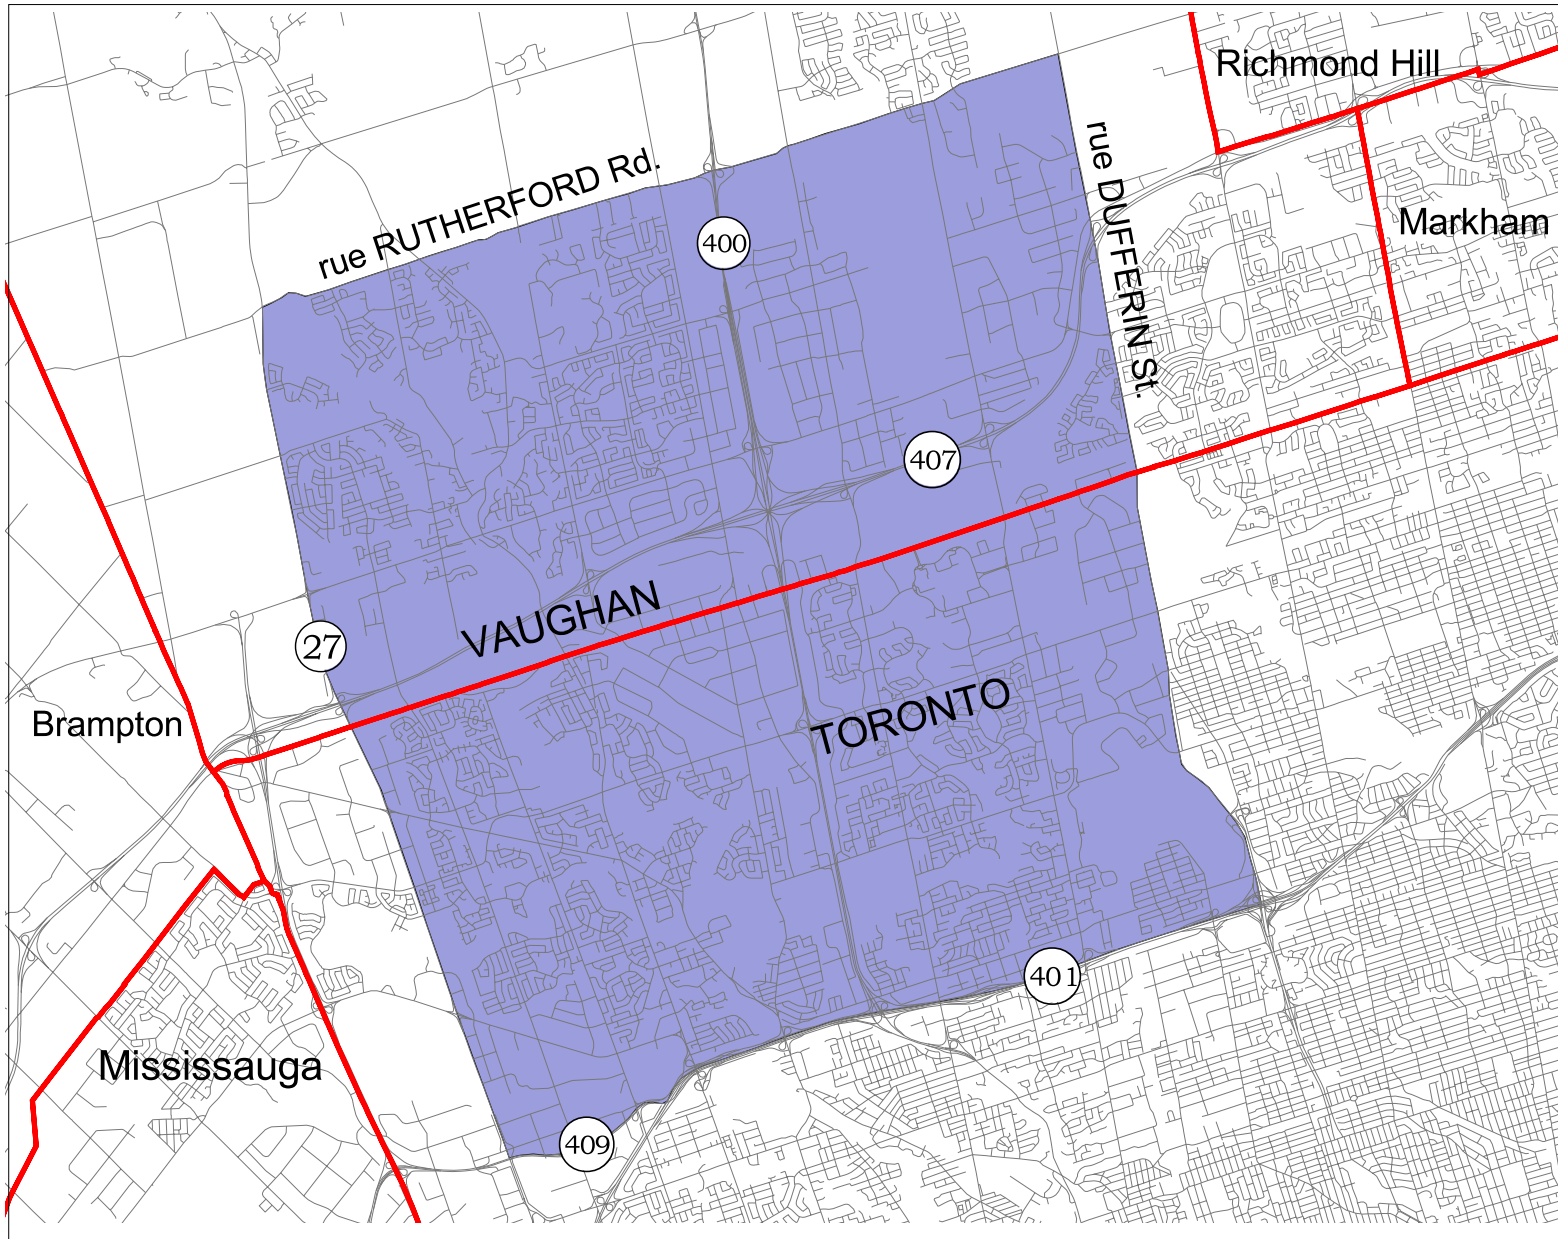 Richmond Hill
rue DUFFERIN St.
rue RUTHERFORD Rd.
Markham
400
407
VAUGHAN
27
TORONTO
Brampton
401
Mississauga
409